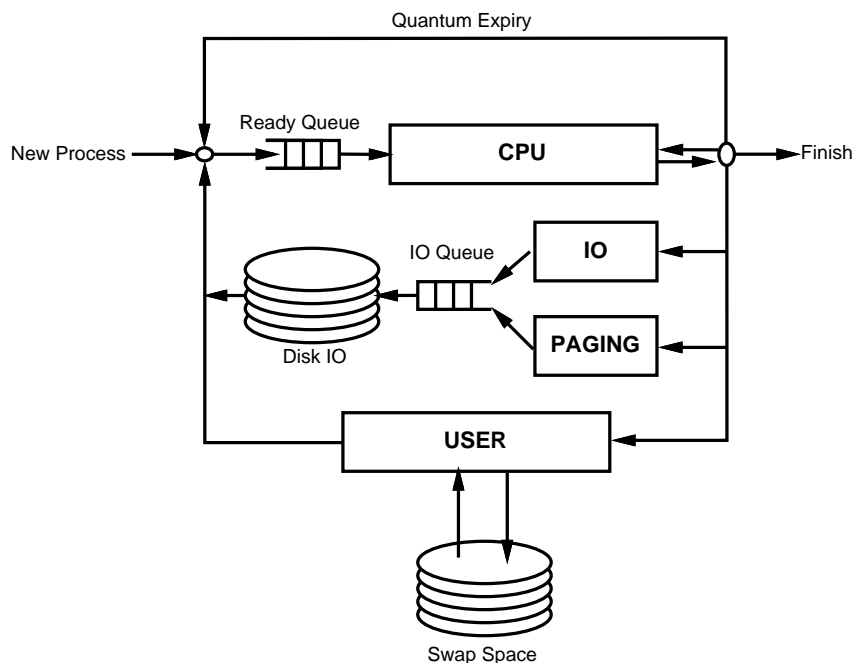 Quantum Expiry
Ready Queue
New Process
CPU
Finish
IO Queue
IO
Disk IO
PAGING
USER
Swap Space